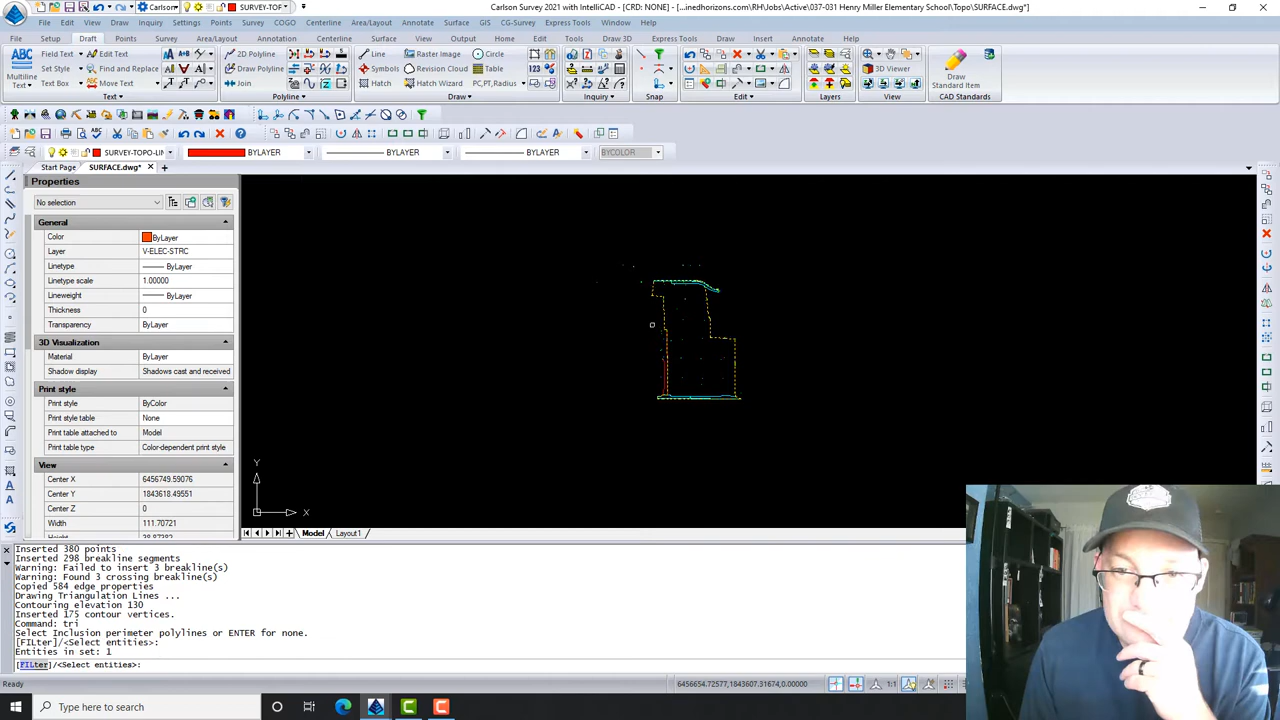 Carlson Survey 2021 with IntelliCAD [CRD: NONE] - [...inedhorizons.com\RH\Jobs\Active\037-031 Henry Miller Elementary School\Topo\SURFACE.dwg*]
Carlson SURVEY-TOP
File Edit View Draw Inquiry Settings Points Survey COGO Centerline Area/Layout Annotate Surface GIS CG-Survey Express Tools Window Help
File Draft Points Survey Area/Layout Annotation Centerline Surface View Output Home Edit Tools Draw 3D Express Tools Draw Insert Annotate
ABC Multiline Text
Field Text Edit Text
Set Style Find and Replace
Text Box Move Text
Text
2D Polyline
Draw Polyline
Join
Polyline
Line Raster Image Circle
Symbols Revision Cloud Table
Hatch Hatch Wizard PC,PT,Radius
Draw
Inquiry
Snap
Edit
Layers
3D Viewer
View
Draw Standard Item
CAD Standards
SURVEY-TOPO-LIN BYLAYER BYLAYER BYLAYER BYCOLOR
Start Page SURFACE.dwg*
Properties
No selection
General
Color ByLayer
Layer V-ELEC-STRC
Linetype ByLayer
Linetype scale 1.00000
Lineweight ByLayer
Thickness 0
Transparency ByLayer
3D Visualization
Material ByLayer
Shadow display Shadows cast and received
Print style
Print style ByColor
Print style table None
Print table attached to Model
Print table type Color-dependent print style
View
Center X 6456749.59076
Center Y 1843618.49551
Center Z 0
Width 111.70721
Y
X
Model Layout1
Inserted 380 points
Inserted 298 breakline segments
Warning: Failed to insert 3 breakline(s)
Warning: Found 3 crossing breakline(s)
Copied 584 edge properties
Drawing Triangulation Lines ...
Contouring elevation 130
Inserted 175 contour vertices.
Command: tri
Select Inclusion perimeter polylines or ENTER for none.
[FILter]/<Select entities>:
Entities in set: 1
[FILter]/<Select entities>:
Ready
6456654.72577,1843607.31674,0.00000
1:1
Type here to search